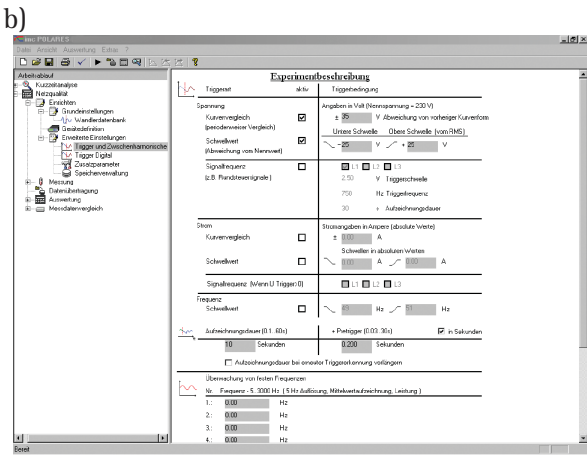 b)
imc POLARES
Datei Ansicht Auswertung Extras ?
Arbeitsablauf
Kurzzeitanalyse
Netzqualität
Einrichten
Grundeinstellungen
Wandlerdatenbank
Gerätedefinition
Erweiterte Einstellungen
Trigger und Zwischenharmonische
Trigger Digital
Zusatzparameter
Speicherverwaltung
Messung
Datenübertragung
Auswertung
Messdatenvergleich
Experimentbeschreibung
Triggerart aktiv Triggerbedingung
Spannung Angaben in Volt (Nennspannung = 230 V)
Kurvenvergleich ± 35 V Abweichung von vorheriger Kurvenform
(periodenweiser Vergleich) Untere Schwelle Obere Schwelle (vom RMS)
Schwellwert -25 V + 25 V
(Abweichung vom Nennwert)
Signalfrequenz L1 L2 L3
(z.B. Rundsteuersignale) 2.50 V Triggerschwelle
750 Hz Triggerfrequenz
30 s Aufzeichnungsdauer
Strom Stromangaben in Ampere (absolute Werte)
Kurvenvergleich ± 0.00 A
Schwellen in absoluten Werten
Schwellwert 0.00 A 0.00 A
Signalfrequenz (Wenn U Trigger:0) L1 L2 L3
Frequenz
Schwellwert 49 Hz 51 Hz
Aufzeichnungsdauer (0.1..60s) + Pretrigger (0.03..30s) in Sekunden
10 Sekunden 0.200 Sekunden
Aufzeichnungsdauer bei erneuter Triggererkennung verlängern
Überwachung von festen Frequenzen
Nr. Frequenz - 5..3000 Hz ( 5 Hz Auflösung, Mittelwertaufzeichnung, Leistung )
1.: 0.00 Hz
2.: 0.00 Hz
3.: 0.00 Hz
4.: 0.00 Hz
Bereit